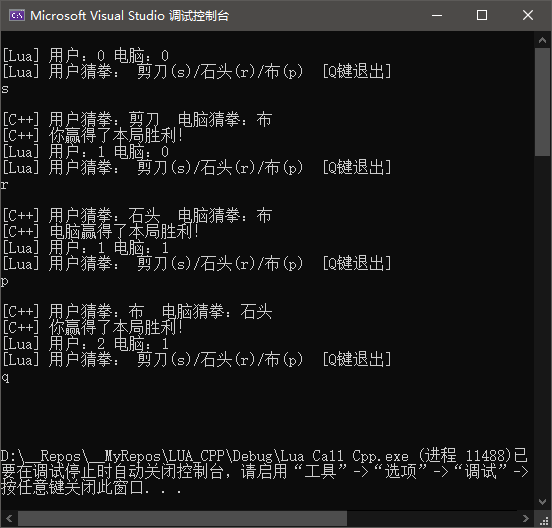 Microsoft Visual Studio 调试控制台
[Lua] 用户：0 电脑：0
[Lua] 用户猜拳： 剪刀(s)/石头(r)/布(p) [Q键退出]
s
[C++] 用户猜拳：剪刀 电脑猜拳：布
[C++] 你赢得了本局胜利!
[Lua] 用户：1 电脑：0
[Lua] 用户猜拳： 剪刀(s)/石头(r)/布(p) [Q键退出]
r
[C++] 用户猜拳：石头 电脑猜拳：布
[C++] 电脑赢得了本局胜利!
[Lua] 用户：1 电脑：1
[Lua] 用户猜拳： 剪刀(s)/石头(r)/布(p) [Q键退出]
p
[C++] 用户猜拳：布 电脑猜拳：石头
[C++] 你赢得了本局胜利!
[Lua] 用户：2 电脑：1
[Lua] 用户猜拳： 剪刀(s)/石头(r)/布(p) [Q键退出]
q
D:\__Repos\__MyRepos\LUA_CPP\Debug\Lua Call Cpp.exe (进程 11488)已
要在调试停止时自动关闭控制台，请启用“工具”->“选项”->“调试”->
按任意键关闭此窗口. . .